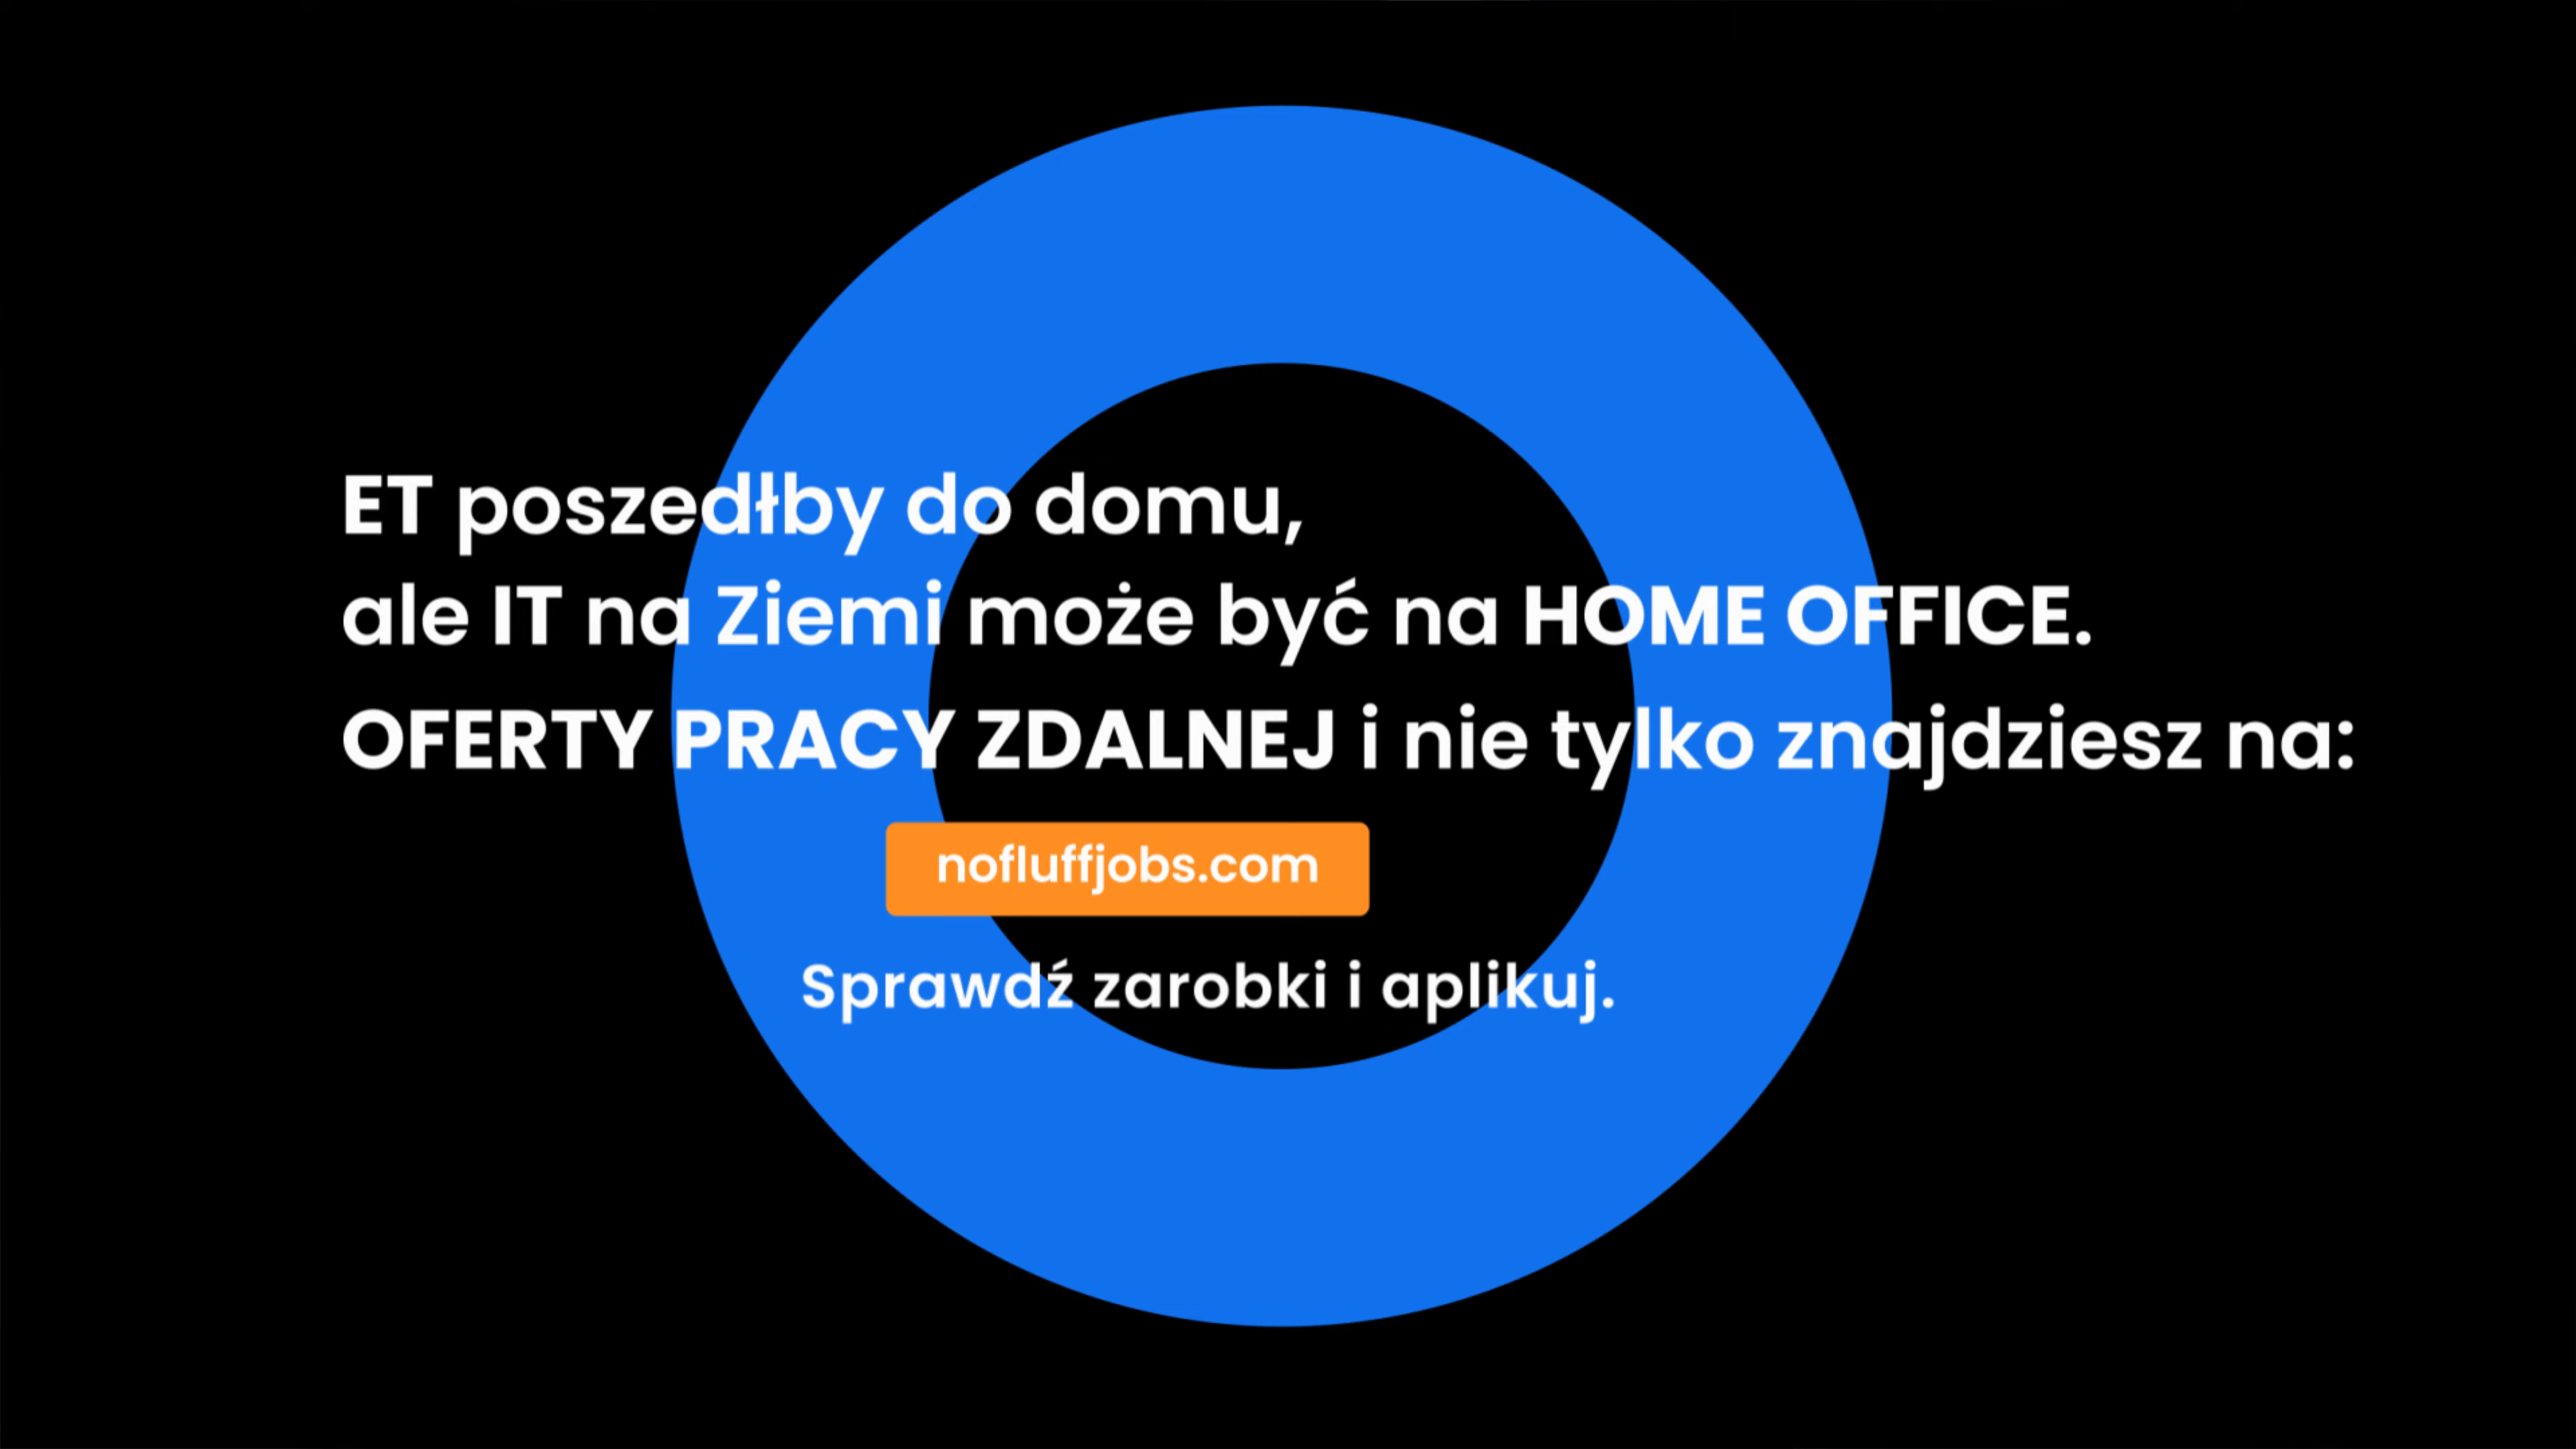 ET poszedłby do domu,
ale IT na Ziemi może być na HOME OFFICE.
OFERTY PRACY ZDALNEJ i nie tylko znajdziesz na:
nofluffjobs.com
Sprawdź zarobki i aplikuj.